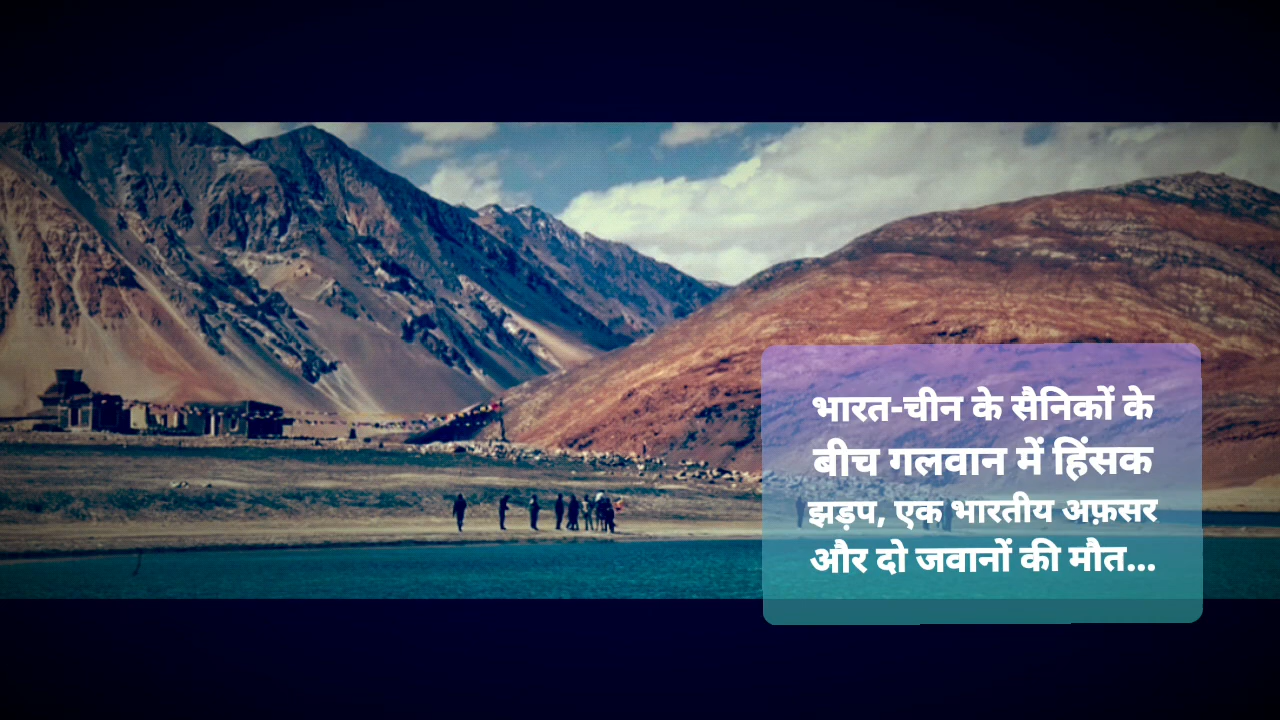 भारत-चीन के सैनिकों के
बीच गलवान में हिंसक
झड़प, एक भारतीय अफ़सर
और दो जवानों की मौत...